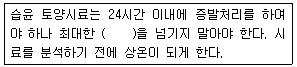 습윤 토양시료는 24시간 이내에 증발처리를 하여
야 하나 최대한 (    )을 넘기지 말아야 한다. 시
료를 분석하기 전에 상온이 되게 한다.